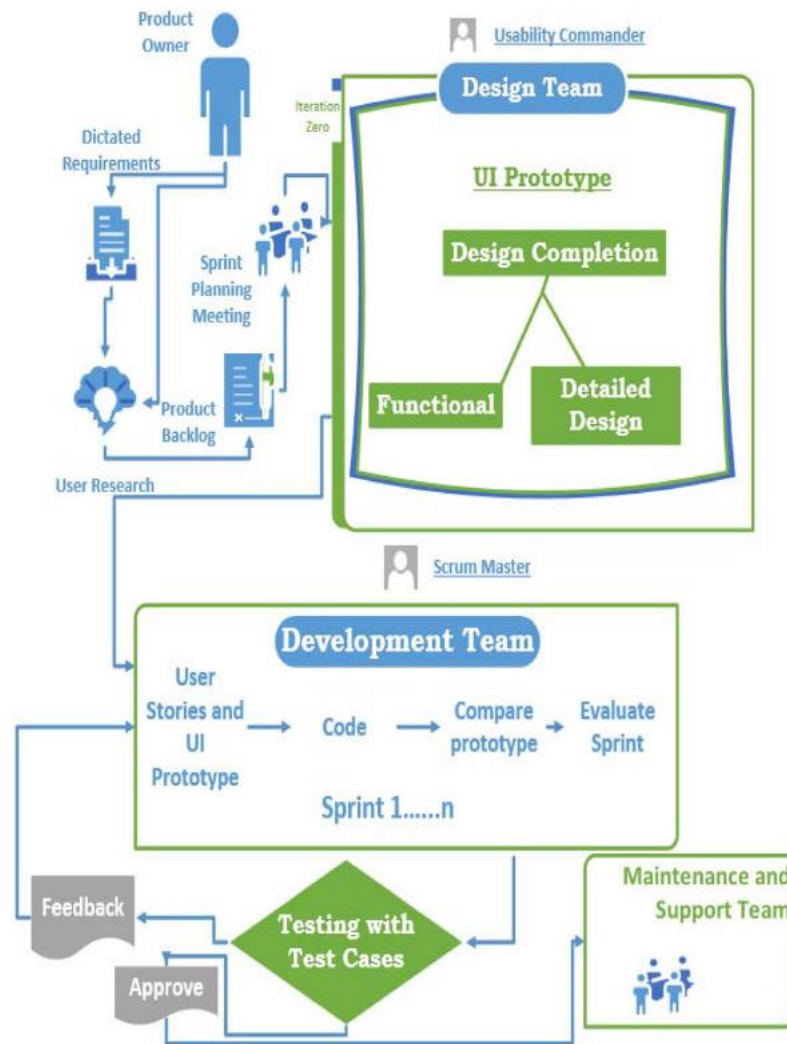 Product
Owner
Usability Commander
Design Team
Iteration
Zero
Dictated
Requirements
UI Prototype
Design Completion
Sprint
Planning
Meeting
Functional
Detailed
Design
Product
Backlog
User Research
Scrum Master
Development Team
User
Stories and
UI
Prototype
Code
Compare
prototype
Evaluate
Sprint
Sprint 1......n
Maintenance and
Support Team
Feedback
Testing with
Test Cases
Approve